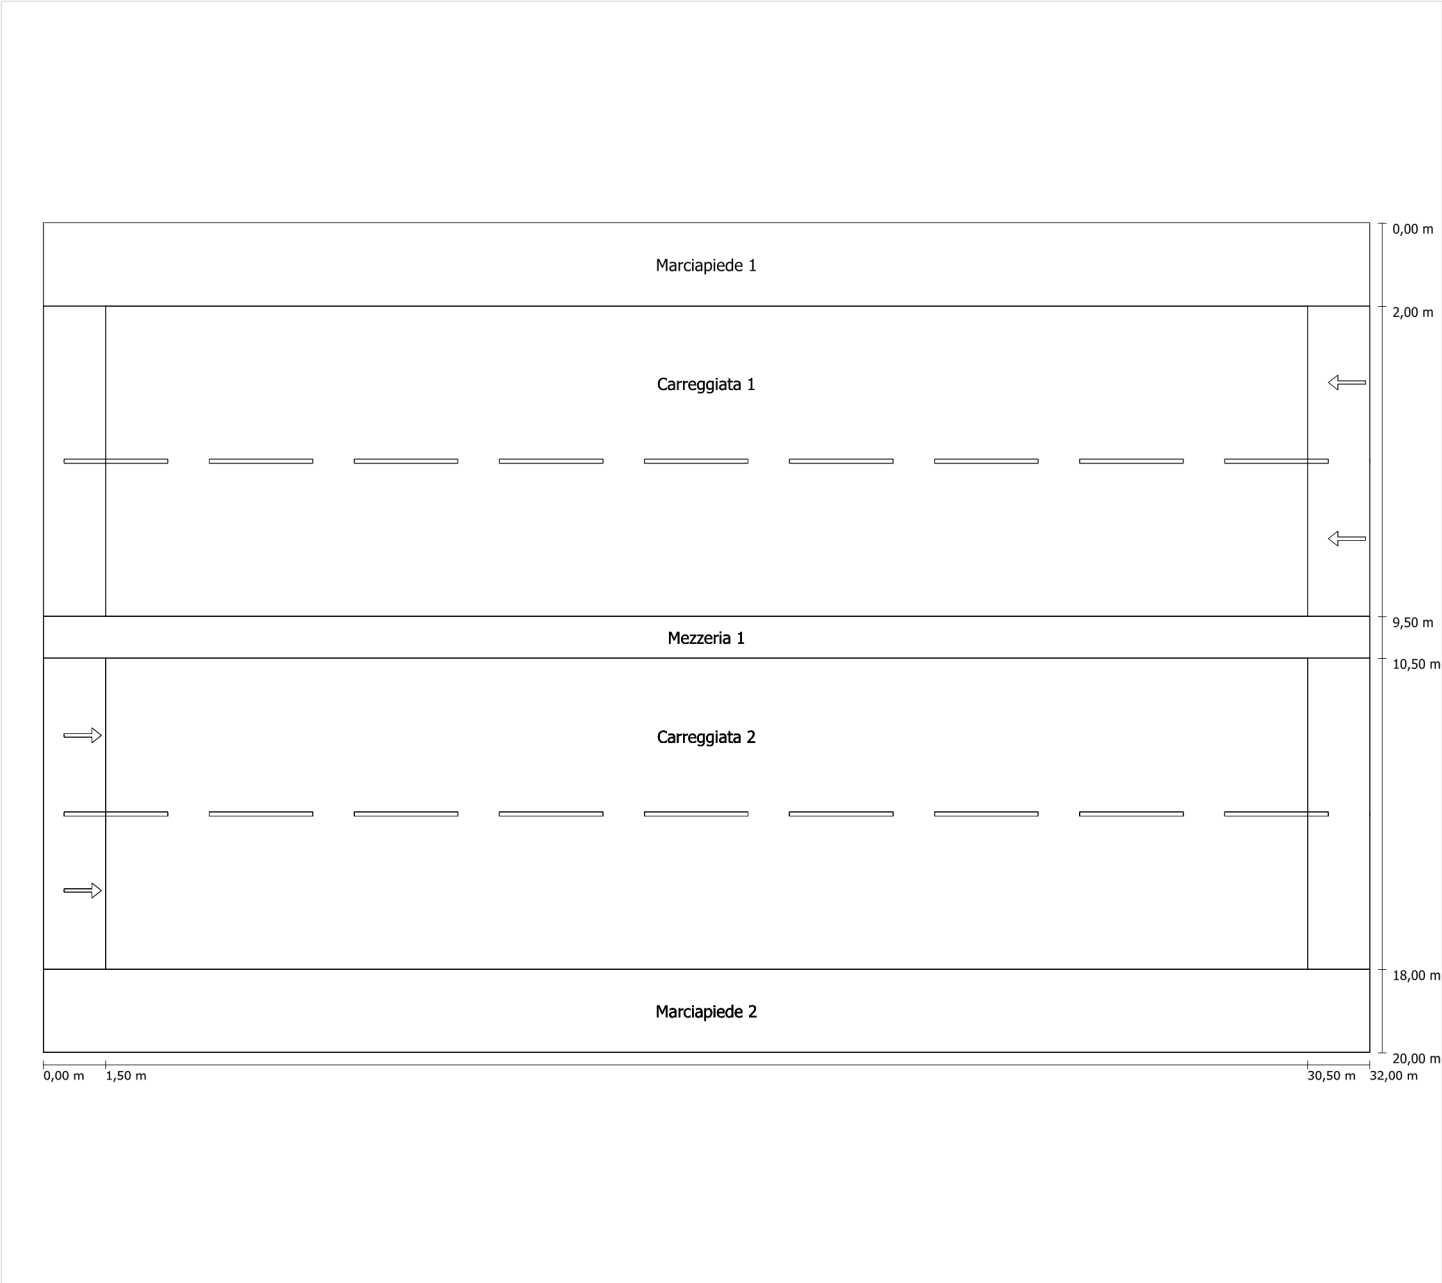 0,00 m
Marciapiede 1
2,00 m
Carreggiata 1
9,50 m
Mezzeria 1
10,50 m
Carreggiata 2
18,00 m
Marciapiede 2
20,00 m
0,00 m 1,50 m 30,50 m 32,00 m